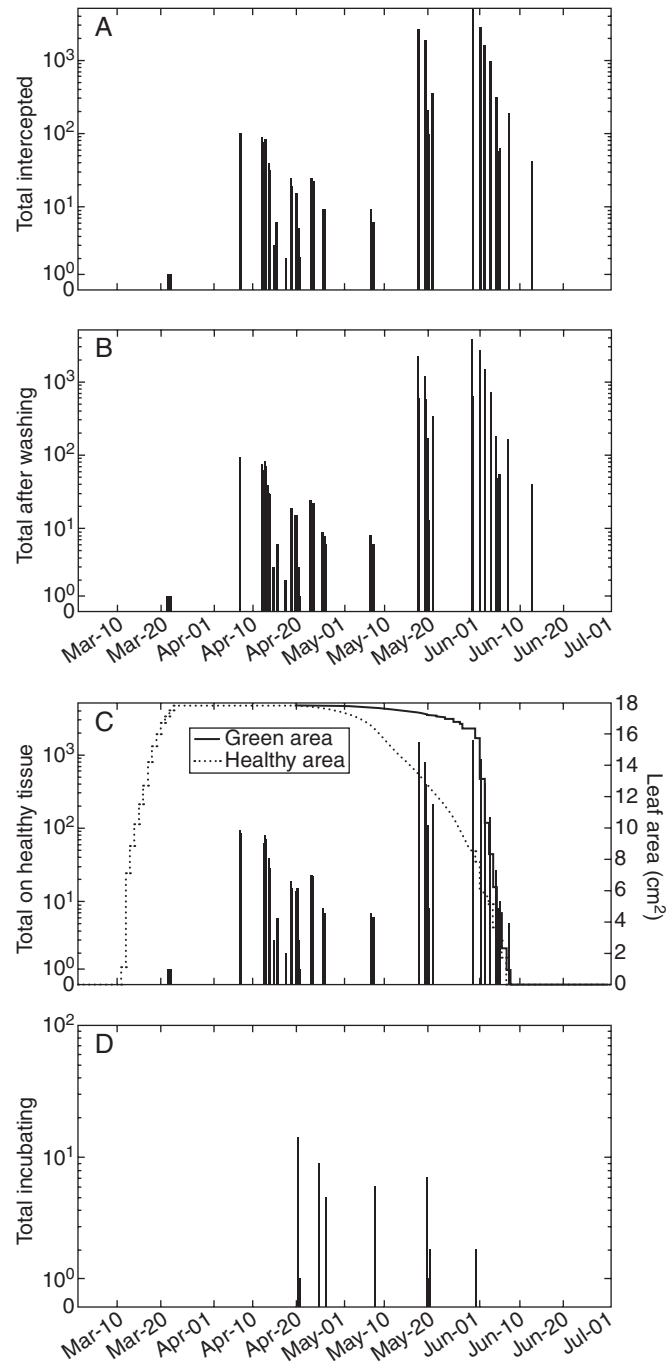 A
Total intercepted
10³
10²
10¹
10⁰
0
B
Total after washing
10³
10²
10¹
10⁰
0
Mar-10 Mar-20 Apr-01 Apr-10 Apr-20 May-01 May-10 May-20 Jun-01 Jun-10 Jun-20 Jul-01
C
Total on healthy tissue
10³
10²
10¹
10⁰
0
Green area
Healthy area
18
16
14
12
10
8
6
4
2
0
Leaf area (cm²)
D
Total incubating
10²
10¹
10⁰
0
Mar-10 Mar-20 Apr-01 Apr-10 Apr-20 May-01 May-10 May-20 Jun-01 Jun-10 Jun-20 Jul-01